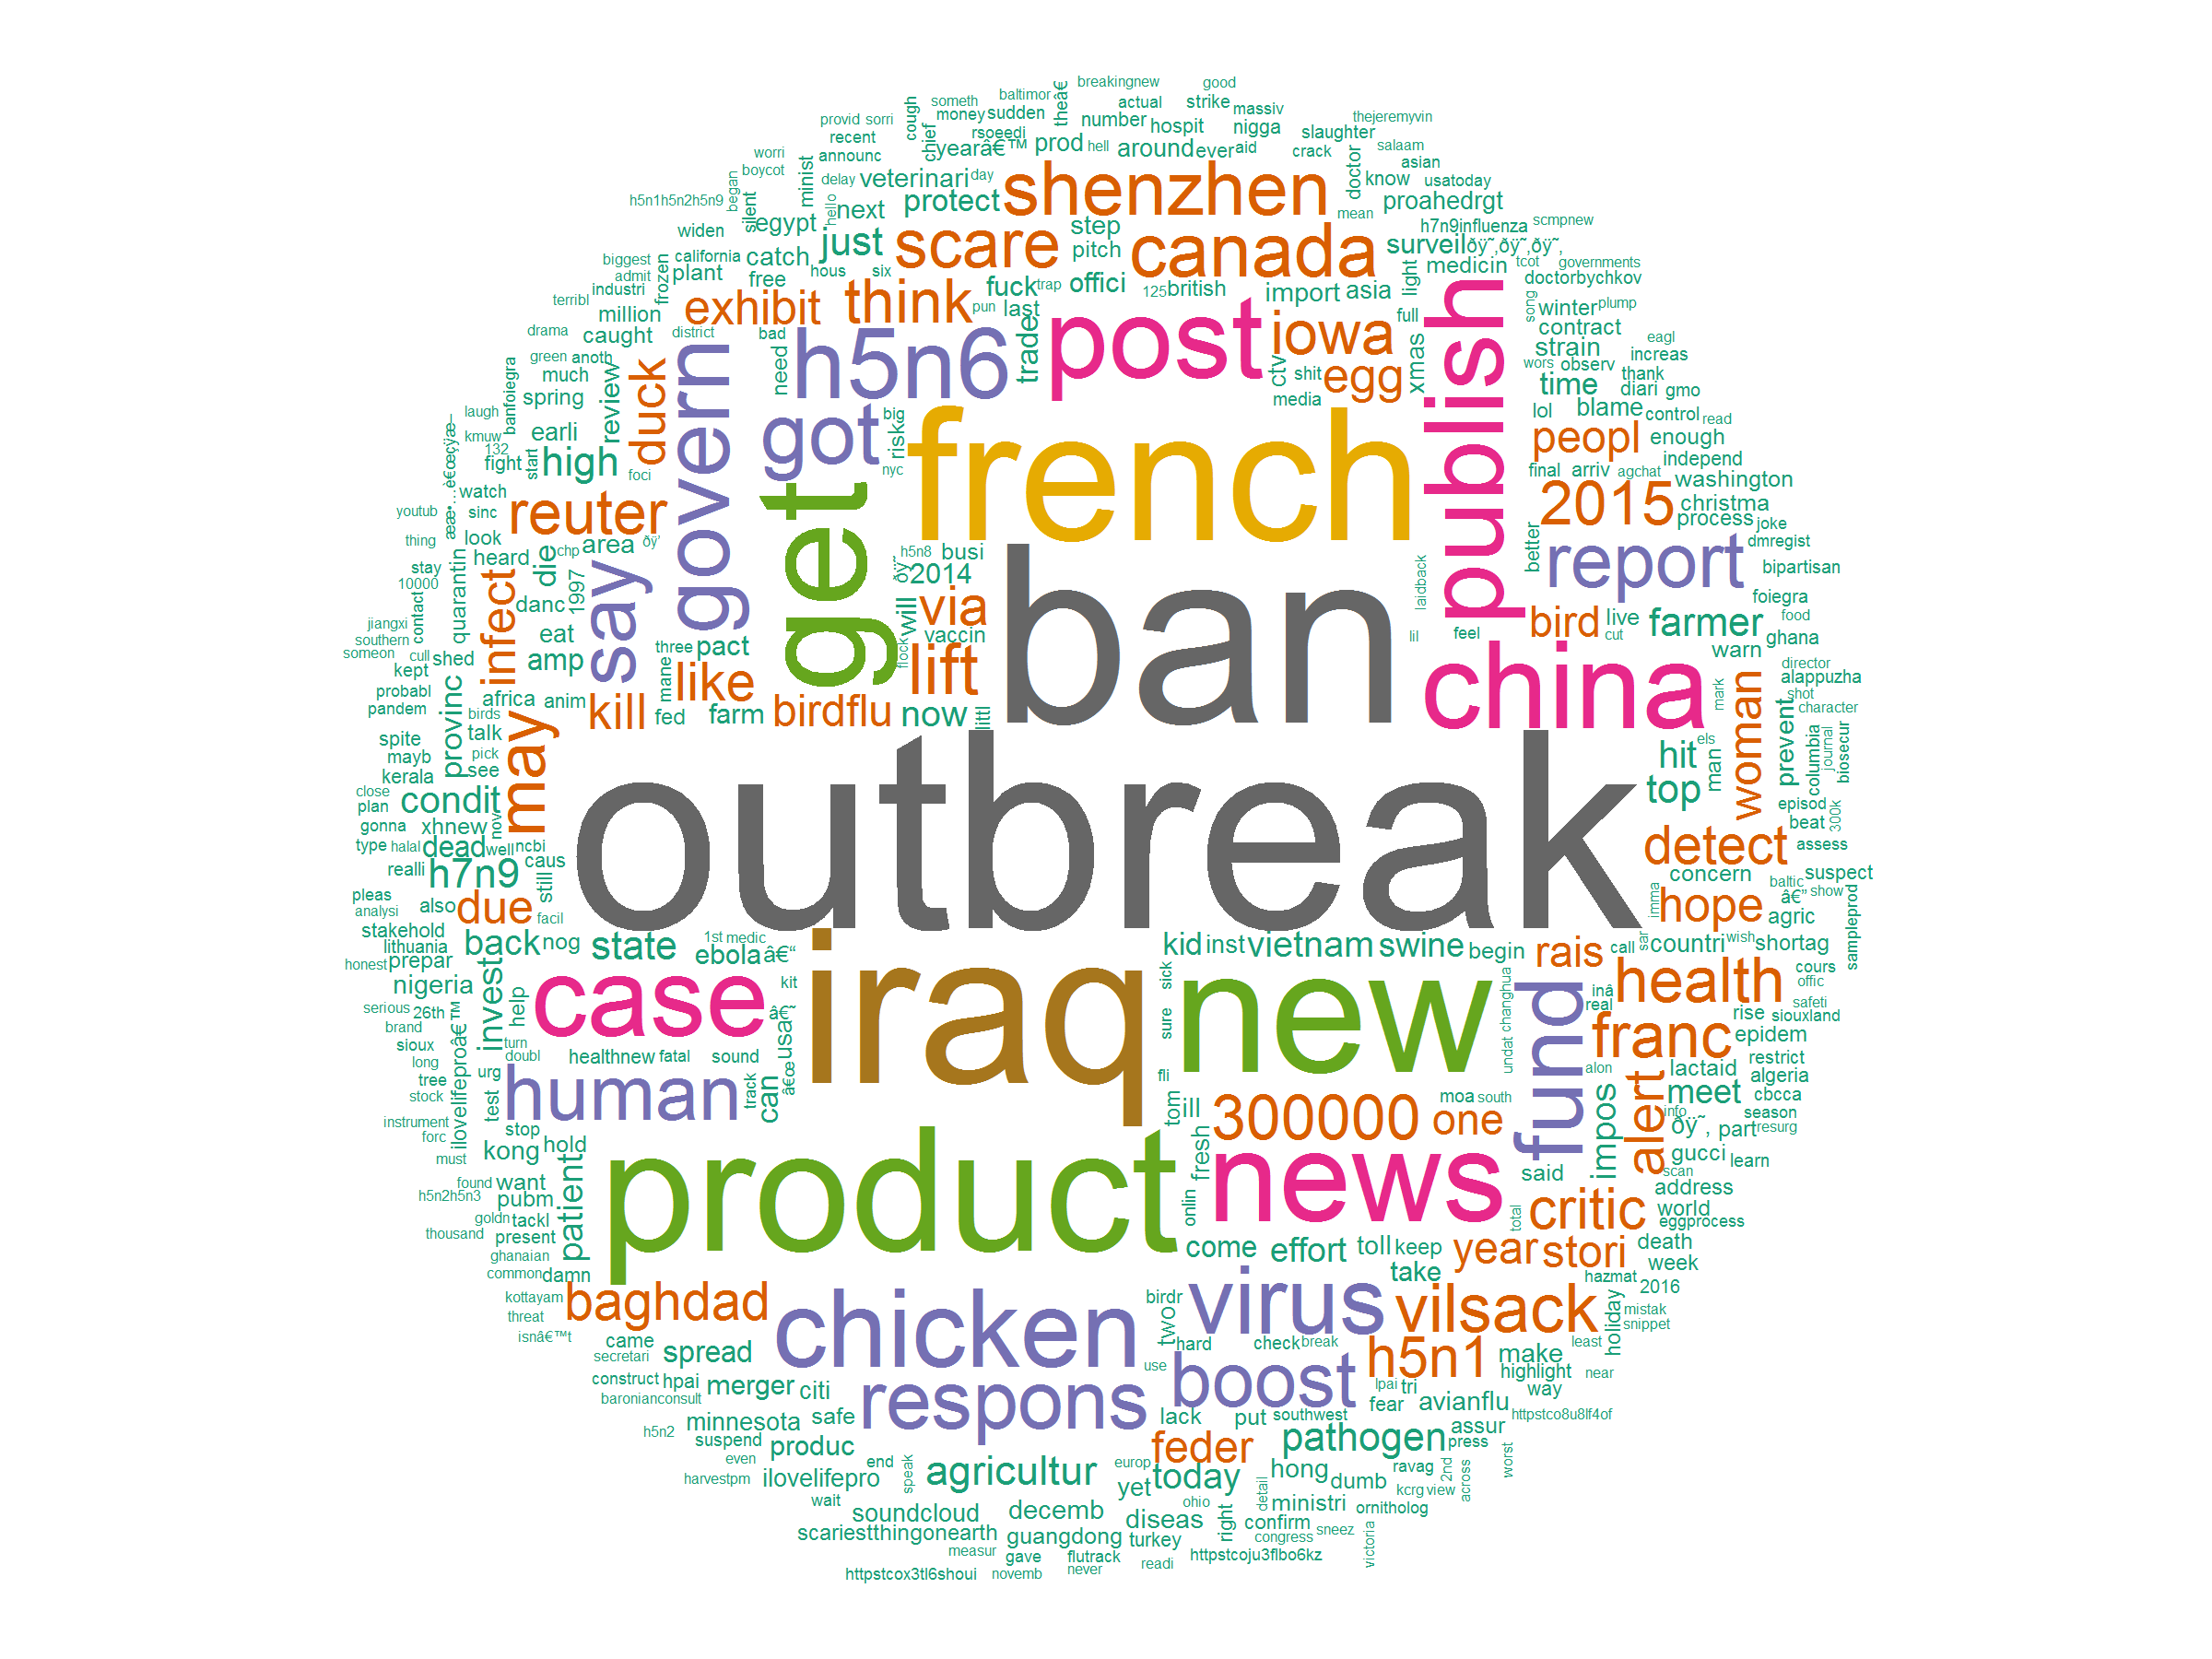 breakingnew
good
baltimor
someth
actual
strike
massiv
thejeremyvin
money
sudden
theâ€
number
hospit
nigga
slaughter
provid
sorri
cough
recent
rsoeedi
chief
yearâ€™
prod
hell
around
ever
aid
crack
salaam
worri
announc
boycot
minist
delay
veterinari
day
shenzhen
doctor
know
asian
usatoday
began
h5n1h5n2h5n9
silent
hello
egypt
next
protect
step
mean
proahedrgt
h7n9influenza
scmpnew
widen
california
catch
just
scare
pitch
canada
surveilðÿ˜‚ðÿ˜‚ðÿ˜‚
biggest
admit
plant
free
hous
six
medicin
tcot
governments
doctorbychkov
industri
frozen
fuck
trap
offici
125
british
import
asia
light
song
winter
plump
terribl
million
exhibit
think
pun
last
full
contract
drama
caught
district
bad
h5n6
trade
post
iowa
publish
strain
eagl
increas
green
anoth
need
ctv
shit
egg
xmas
wors
observ
thank
much
duck
govern
media
time
diari
gmo
banfoiegra
spring
review
got
big
french
lol
blame
control
read
laugh
earli
risk
peopl
enough
kmuw
132
start
high
foci
nyc
final
arriv
agchat
independ
fight
washington
watch
reuter
get
2015
christma
youtub
sinc
process
joke
look
thing
area
chp
h5n8
busi
ban
better
report
dmregist
heard
die
stay
quarantin
2014
bipartisan
10000
infect
1997
say
laidback
foiegra
contact
danc
will
via
bird
live
farmer
food
jiangxi
southern
eat
vaccin
lil
feel
cut
ghana
someon
cull
shed
amp
three
pact
flock
lift
china
warn
kept
director
alappuzha
probabl
africa
anim
mane
like
mark
woman
shot
pandem
provinc
birds
kill
fed
farm
birdflu
now
littl
character
spite
talk
may
outbreak
hit
els
man
prevent
columbia
journal
biosecur
mayb
pick
kerala
see
top
close
condit
episod
plan
300k
gonna
xhnew
nov
beat
type
halal
dead
well
ncbi
detect
assess
realli
h7n9
caus
concern
suspect
pleas
still
baltic
â€”
show
analysi
also
due
facil
imma
hope
agric
sampleprod
stakehold
lithuania
back
nog
state
1st
medic
ebola
â€“
iraq
kid
inst
vietnam
swine
begin
rais
call
sar
countri
wish
shortag
honest
prepar
nigeria
invest
case
kit
sick
new
undat
changhua
fund
inâ
health
cours
offic
serious
26th
help
â€˜
usa
sure
real
safeti
brand
rise
siouxland
sioux
ilovelifeproâ€™
turn
franc
epidem
long
doubl
healthnew
fatal
sound
â€œ
restrict
tree
urg
track
can
fli
alon
lactaid
algeria
stock
test
human
tom
ill
300000
moa
south
one
impos
alert
meet
cbcca
instrument
info
season
forc
stop
product
ðÿ˜‚
part
resurg
must
kong
hold
fresh
news
gucci
learn
found
want
patient
said
scan
h5n2h5n3
pubm
address
goldn
tackl
onlin
total
critic
world
eggprocess
thousand
present
ghanaian
come
effort
toll
keep
year
stori
death
common
damn
take
week
kottayam
baghdad
chicken
birdr
virus
vilsack
hazmat
2016
threat
two
holiday
mistak
isnâ€™t
came
hard
check
break
least
snippet
secretari
spread
use
h5n1
make
construct
hpai
merger
citi
respons
boost
lpai
tri
highlight
near
baronianconsult
fear
avianflu
way
minnesota
safe
lack
put
southwest
httpstco8u8lf4of
h5n2
suspend
produc
feder
pathogen
assur
press
even
end
europ
worst
harvestpm
ilovelifepro
speak
agricultur
yet
today
hong
dumb
ravag
2nd
across
wait
ohio
detail
ministri
kcrg
view
soundcloud
decemb
diseas
right
ornitholog
scariestthingonearth
guangdong
turkey
confirm
congress
sneez
measur
gave
flutrack
httpstcoju3flbo6kz
victoria
httpstcox3tl6shoui
novemb
never
readi